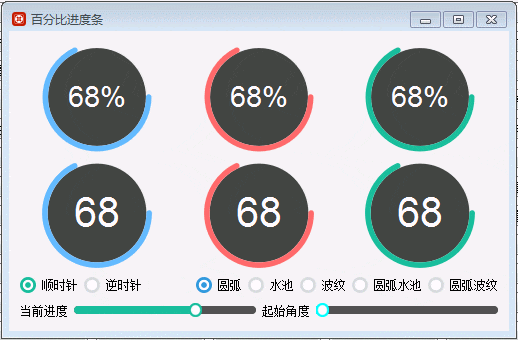 百分比进度条
68% 68% 68%
68 68 68
顺时针 逆时针 圆弧 水池 波纹 圆弧水池 圆弧波纹
当前进度 起始角度